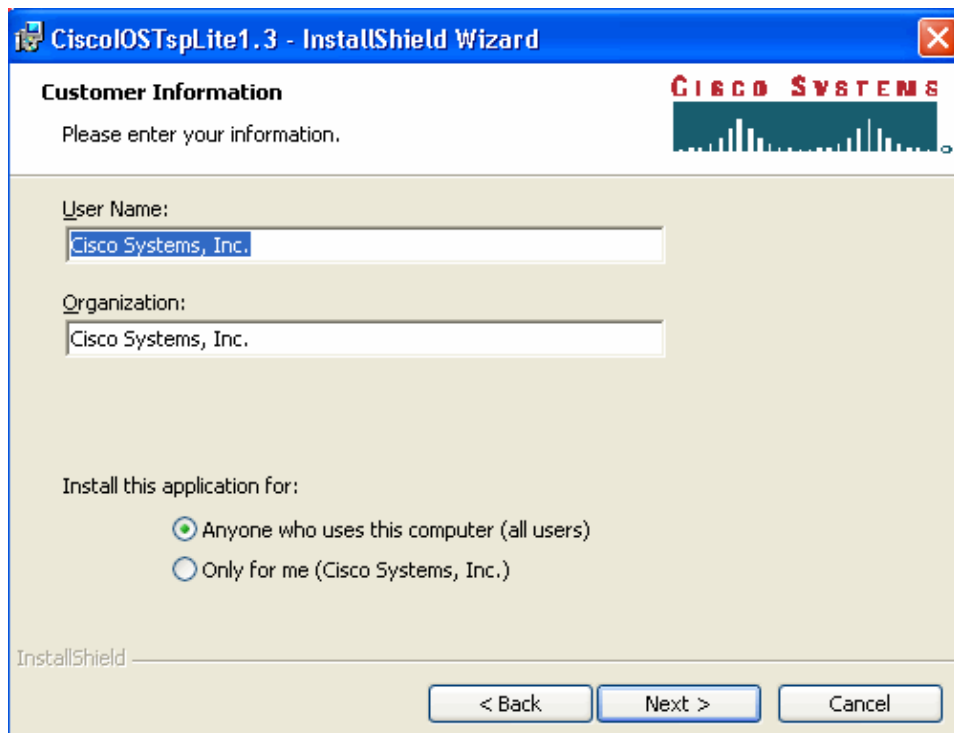 CiscoIOSTspLite1.3 - InstallShield Wizard
Customer Information
Please enter your information.
CISCO SYSTEMS
User Name:
Cisco Systems, Inc.
Organization:
Cisco Systems, Inc.
Install this application for:
Anyone who uses this computer (all users)
Only for me (Cisco Systems, Inc.)
InstallShield
< Back
Next >
Cancel